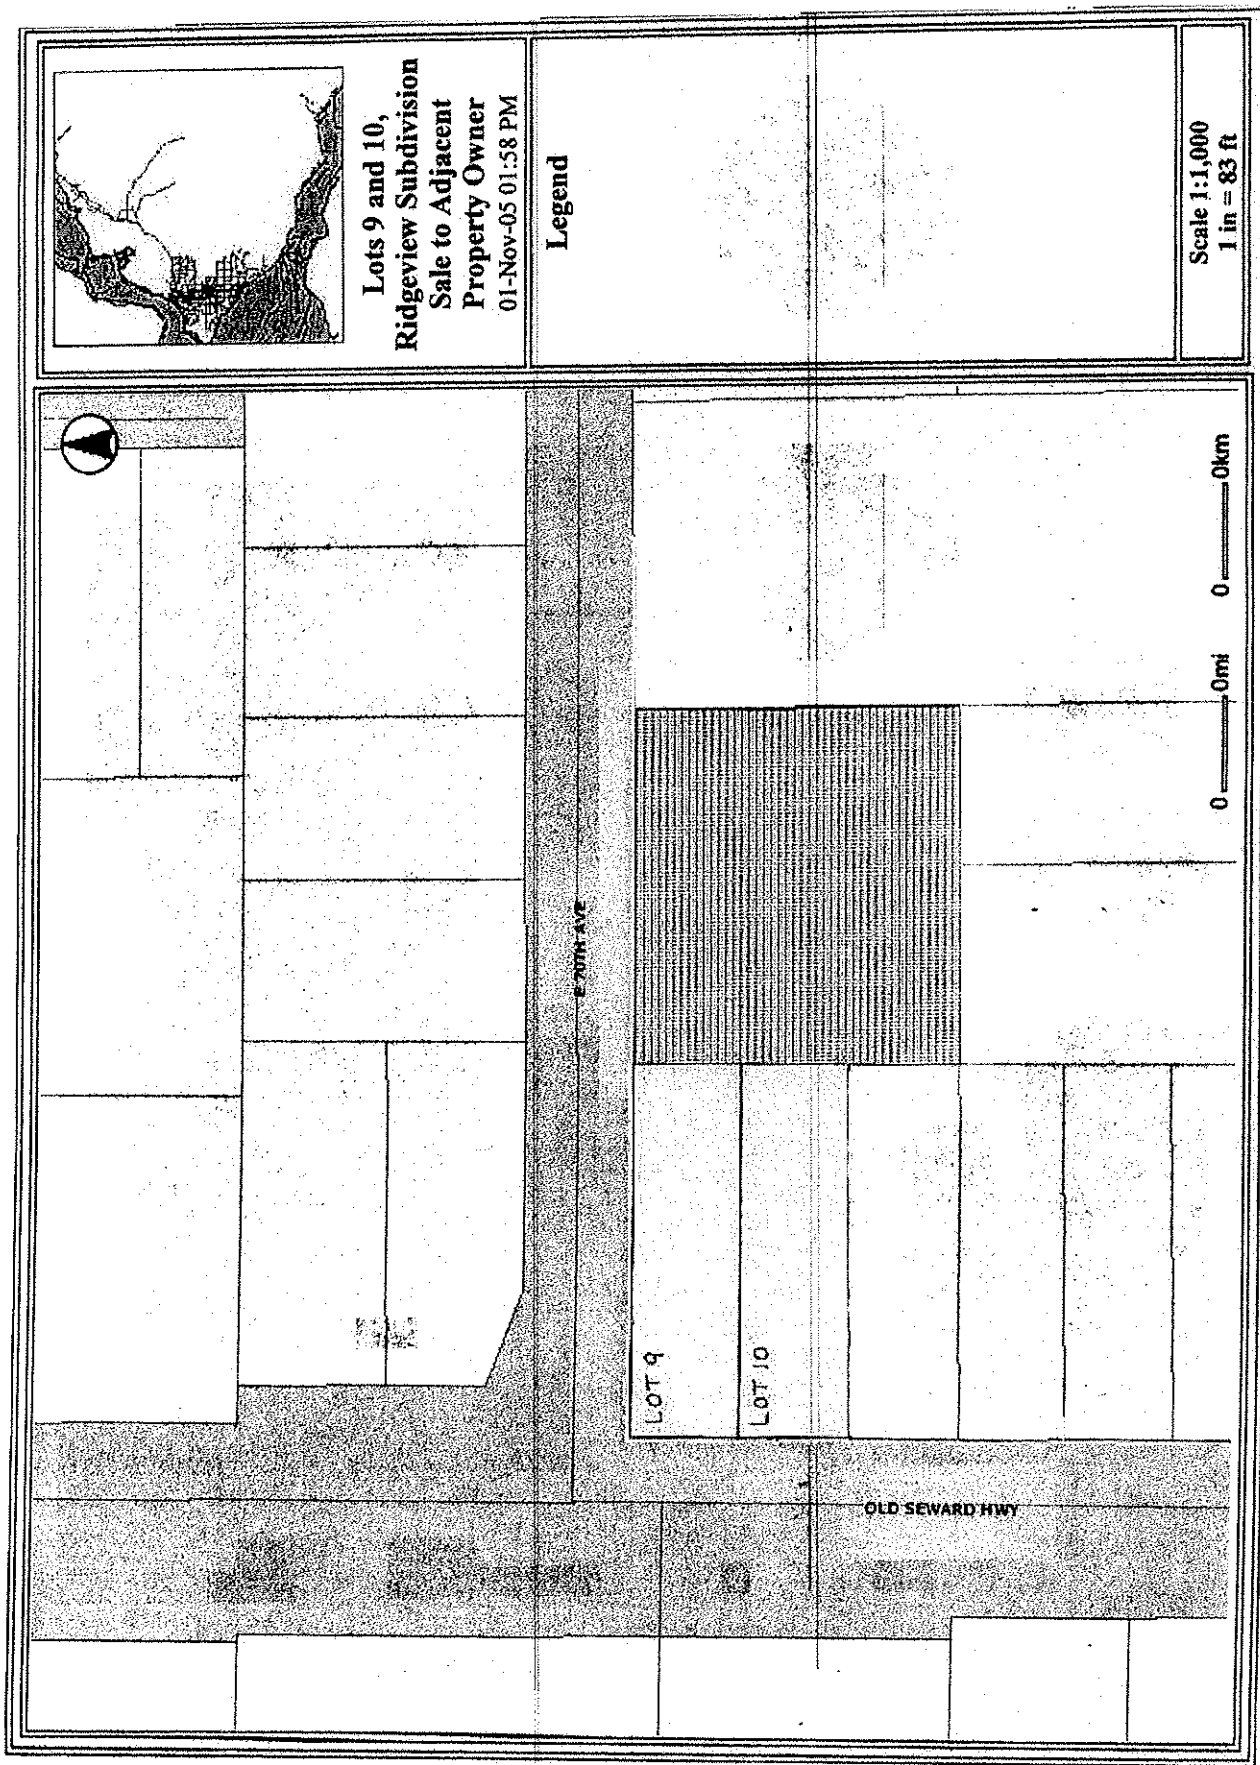 Lots 9 and 10,
Ridgeview Subdivision
Sale to Adjacent
Property Owner
01-Nov-05 01:58 PM
Legend
Scale 1:1,000
1 in = 83 ft
E 70TH AVE
LOT 9
LOT 10
OLD SEWARD HWY
0 0mi
0 0km